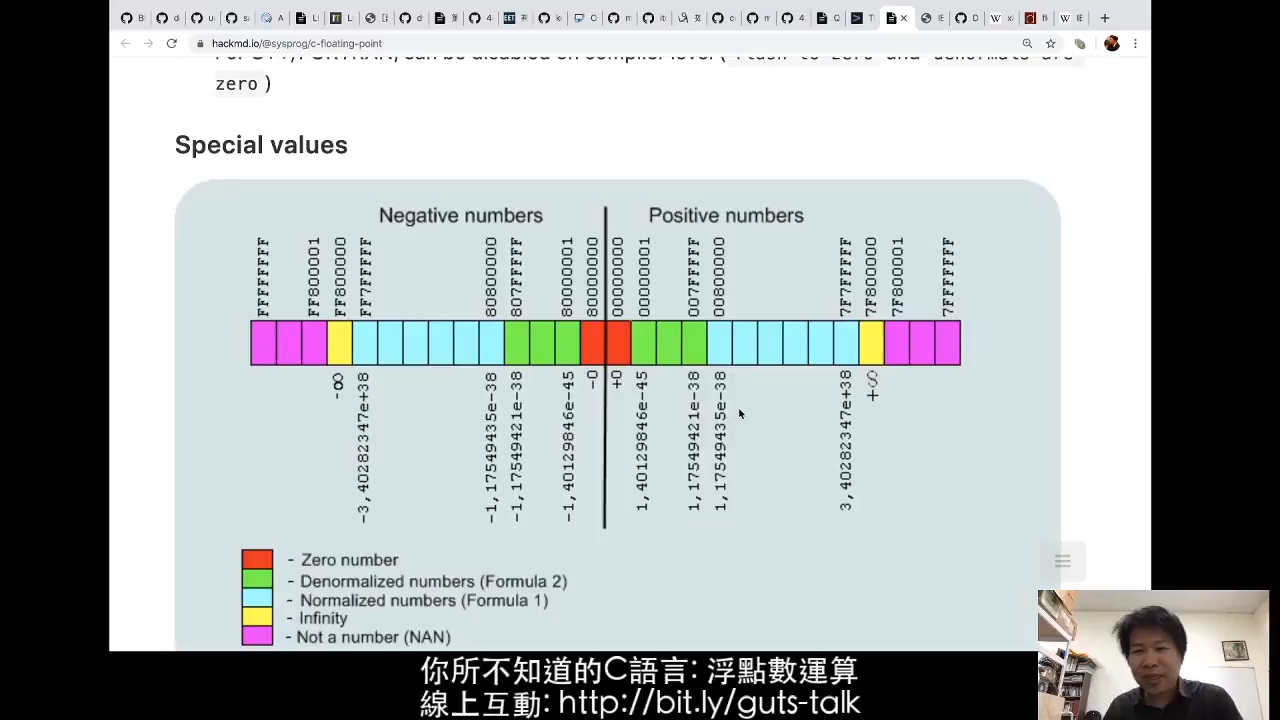 hackmd.io/@sysprog/c-floating-point
zero )
Special values
Negative numbers
Positive numbers
FFFFFFFF
FF800001
FF800000
FF7FFFFF
80800000
807FFFFF
80000001
80000000
00000000
00000001
007FFFFF
00800000
7F7FFFFF
7F800000
7F800001
7FFFFFFF
-∞
-3,40282347e+38
-1,17549435e-38
-1,17549421e-38
-1,40129846e-45
-0
+0
1,40129846e-45
1,17549421e-38
1,17549435e-38
3,40282347e+38
+∞
- Zero number
- Denormalized numbers (Formula 2)
- Normalized numbers (Formula 1)
- Infinity
- Not a number (NAN)
你所不知道的C語言: 浮點數運算
線上互動: http://bit.ly/guts-talk